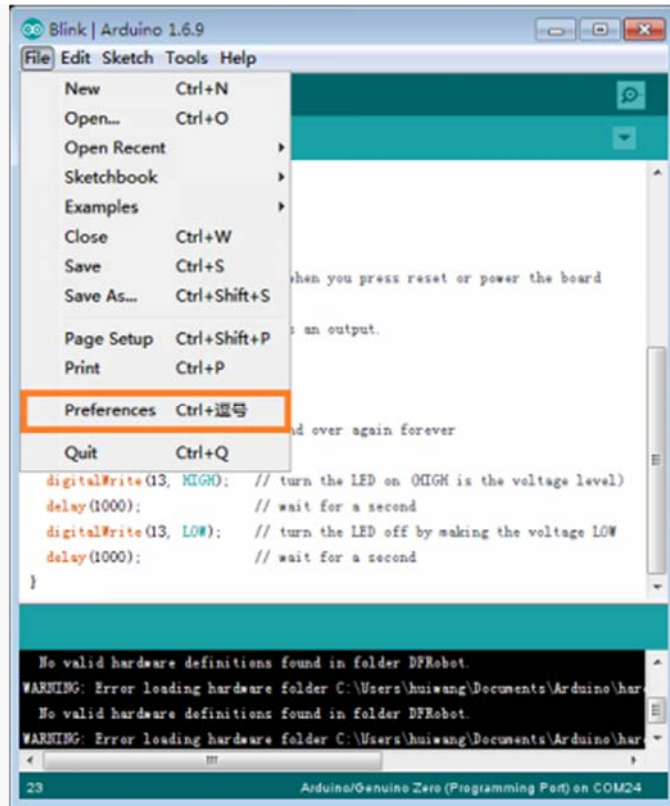 Blink | Arduino 1.6.9
File Edit Sketch Tools Help
New Ctrl+N
Open... Ctrl+O
Open Recent
Sketchbook
Examples
Close Ctrl+W
Save Ctrl+S
Save As... Ctrl+Shift+S
Page Setup Ctrl+Shift+P
Print Ctrl+P
Preferences Ctrl+逗号
Quit Ctrl+Q
when you press reset or power the board
s an output.
nd over again forever
digitalWrite(13, HIGH); // turn the LED on (HIGH is the voltage level)
delay(1000); // wait for a second
digitalWrite(13, LOW); // turn the LED off by making the voltage LOW
delay(1000); // wait for a second
}
No valid hardware definitions found in folder DFRobot.
WARNING: Error loading hardware folder C:\Users\huiwang\Documents\Arduino\har
No valid hardware definitions found in folder DFRobot.
WARNING: Error loading hardware folder C:\Users\huiwang\Documents\Arduino\har
23 Arduino/Genuino Zero (Programming Port) on COM24